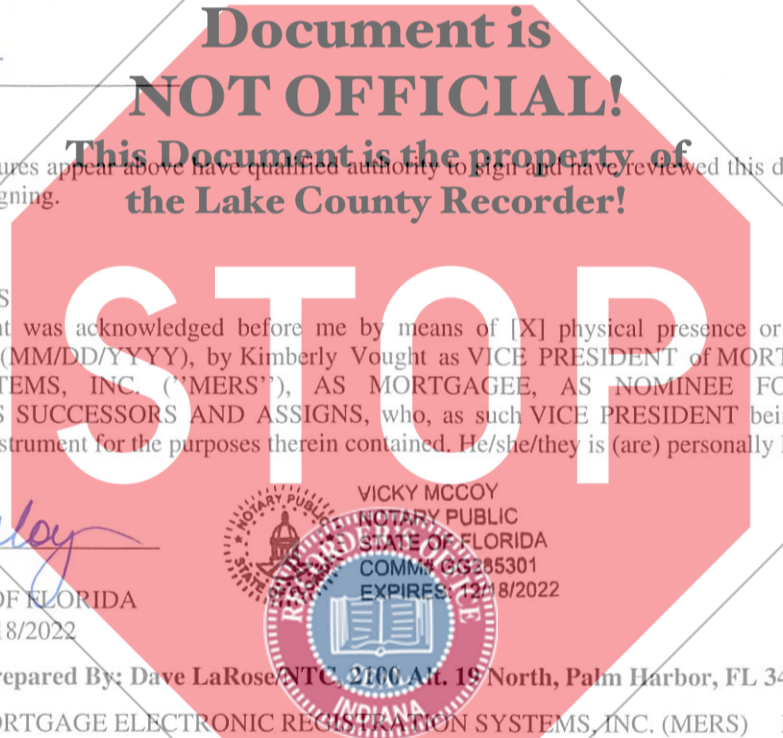 Document is
NOT OFFICIAL!
This Document is the property of
ures appear above have qualified authority to sign and have reviewed this d
the Lake County Recorder!
gning.
STOP
S
t was acknowledged before me by means of [X] physical presence or
(MM/DD/YYYY), by Kimberly Vought as VICE PRESIDENT of MORT
TEMS, INC. ("MERS"), AS MORTGAGEE, AS NOMINEE FO
S SUCCESSORS AND ASSIGNS, who, as such VICE PRESIDENT bei
strument for the purposes therein contained. He/she/they is (are) personally
NOTARY PUBLIC
STATE
VICKY MCCOY
NOTARY PUBLIC
STATE OF FLORIDA
COMM# GG285301
EXPIRES: 12/18/2022
RECORDER'S OFFICE
INDIANA
OF FLORIDA
18/2022
repared By: Dave LaRose/NTC, 2100 Alt. 19 North, Palm Harbor, FL 34
ORTGAGE ELECTRONIC REGISTRATION SYSTEMS, INC. (MERS)